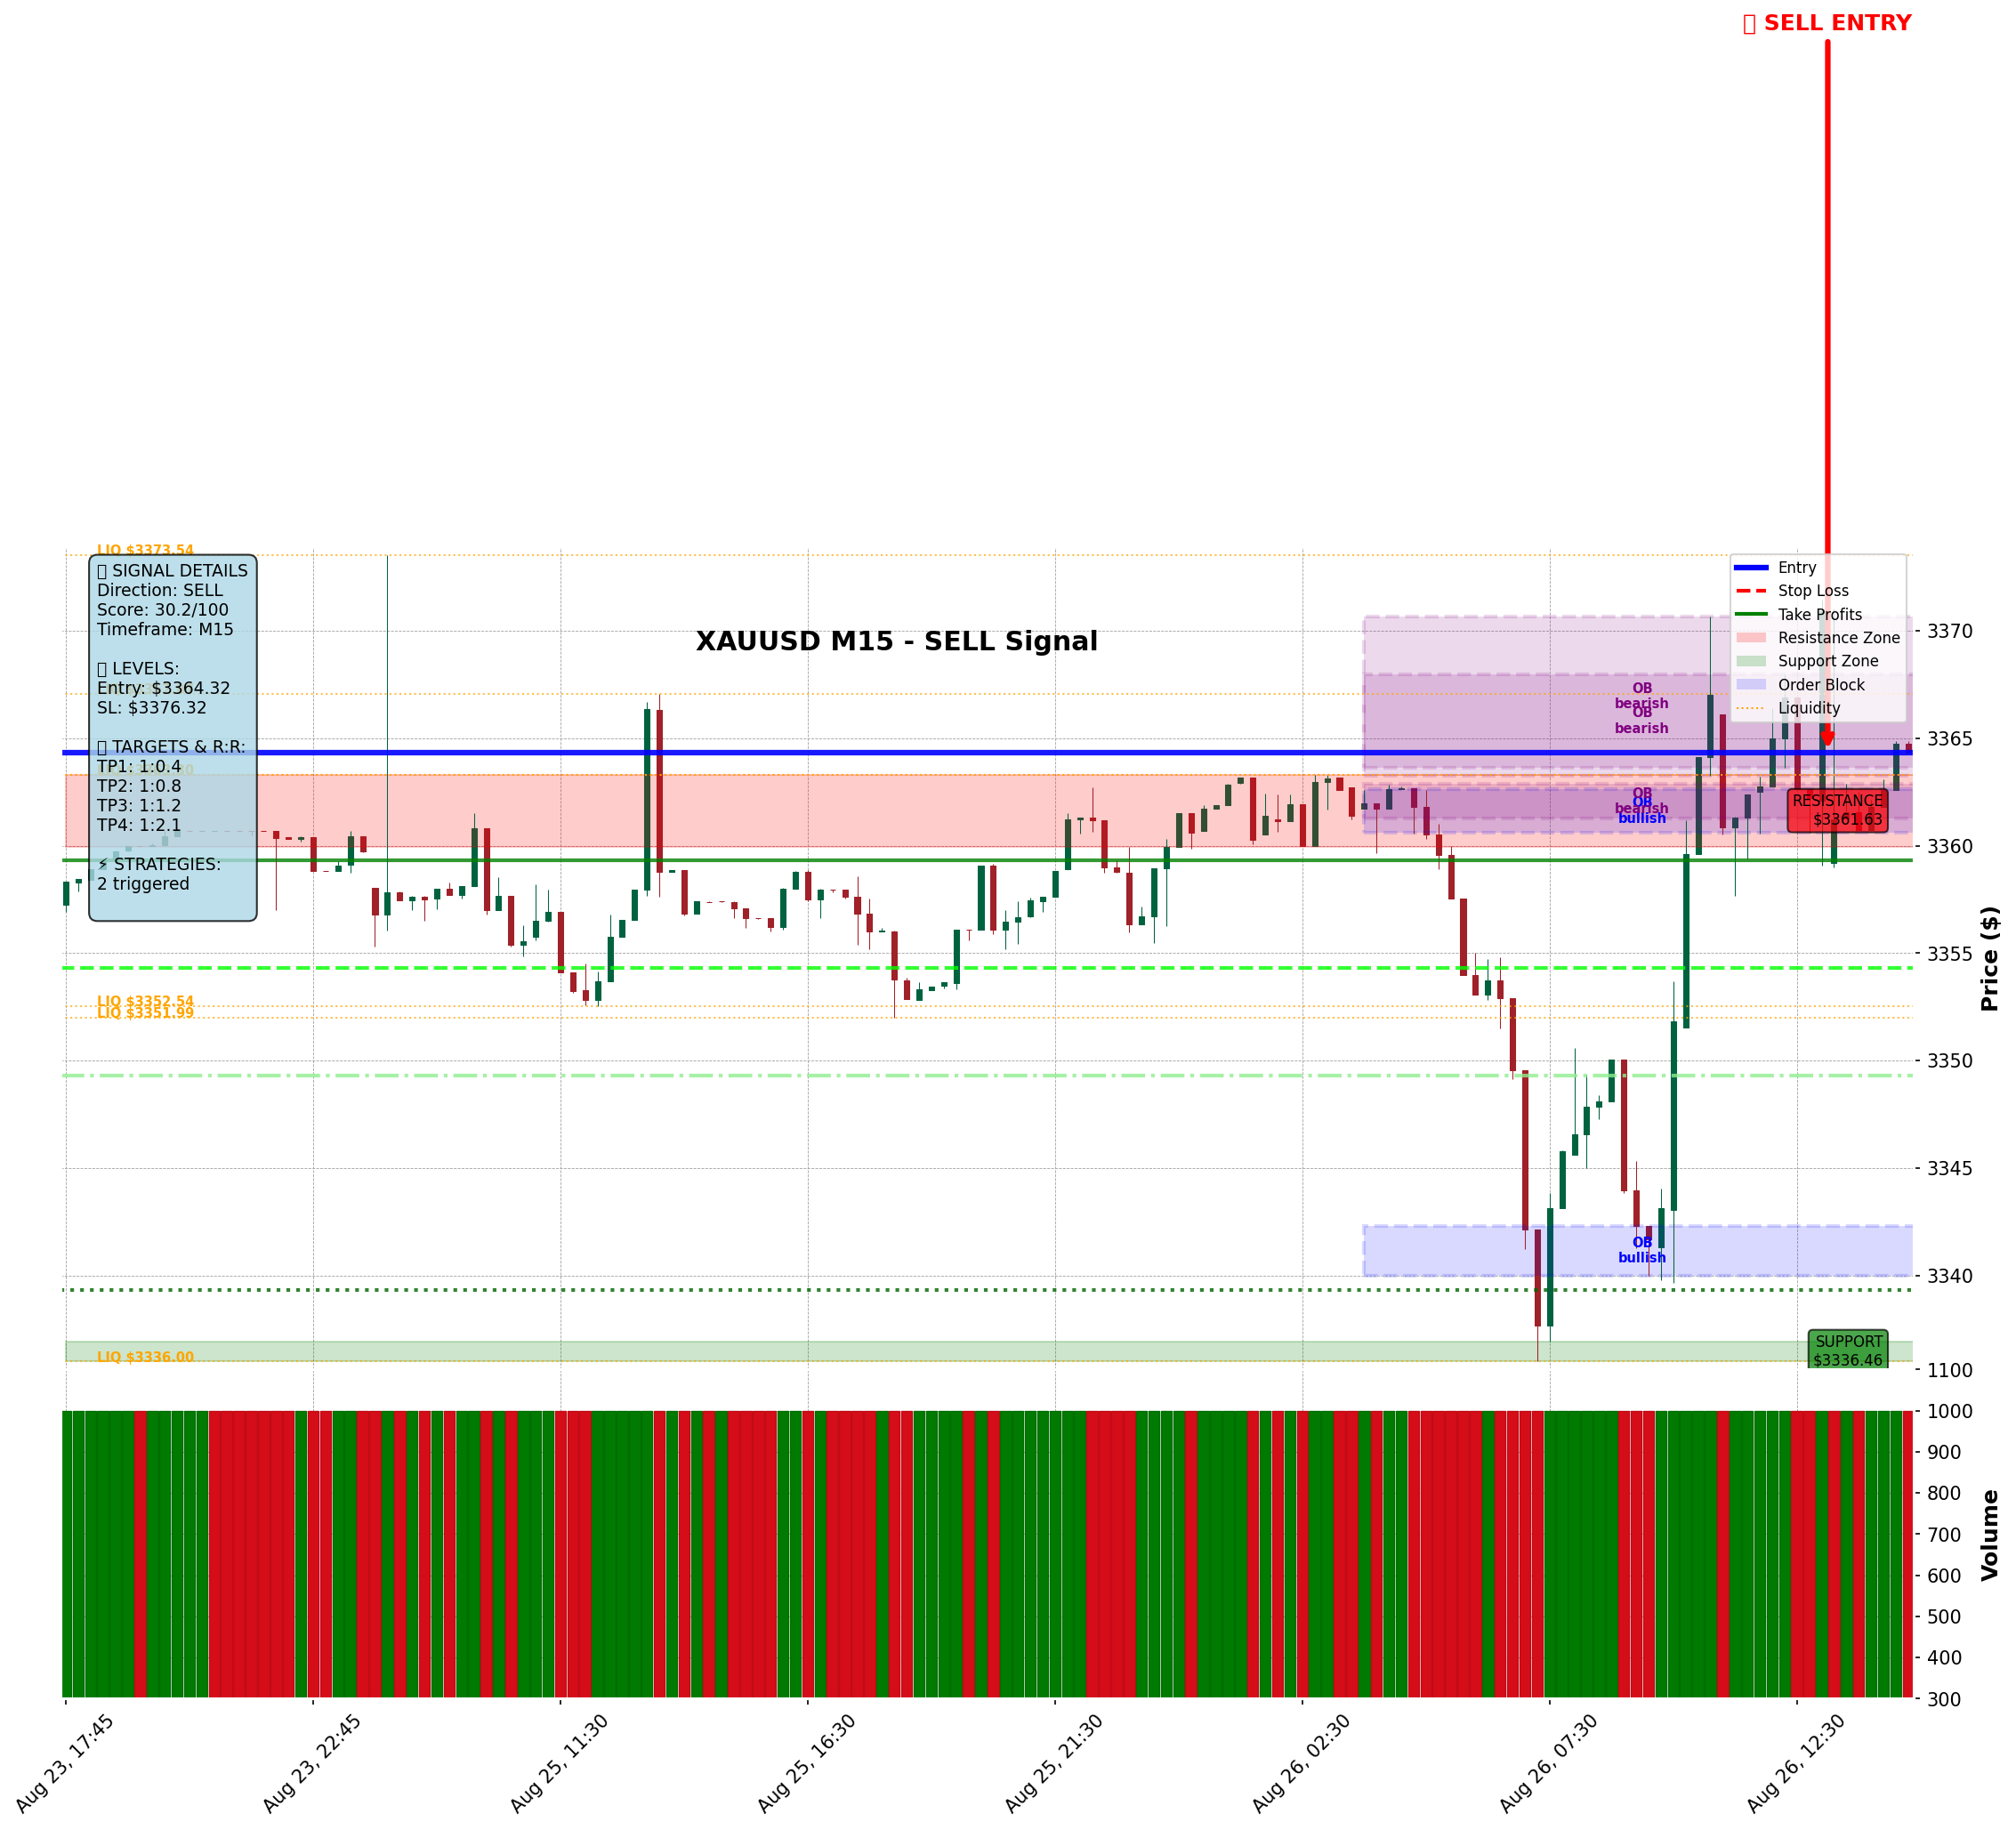 SELL ENTRY
XAUUSD M15 - SELL Signal
LIQ $3373.54
SIGNAL DETAILS
Direction: SELL
Score: 30.2/100
Timeframe: M15
LEVELS:
Entry: $3364.32
SL: $3376.32
TARGETS & R:R:
TP1: 1:0.4
TP2: 1:0.8
TP3: 1:1.2
TP4: 1:2.1
⚡ STRATEGIES:
2 triggered
LIQ $3352.54
LIQ $3351.99
LIQ $3336.00
Entry
Stop Loss
Take Profits
Resistance Zone
Support Zone
Order Block
Liquidity
OB
bearish
OB
bearish
OB
bearish
OB
bullish
RESISTANCE
$3361.63
OB
bullish
SUPPORT
$3336.46
3370
3365
3360
3355
3350
3345
3340
Price ($)
1100
1000
900
800
700
600
500
400
300
Volume
Aug 23, 17:45
Aug 23, 22:45
Aug 25, 11:30
Aug 25, 16:30
Aug 25, 21:30
Aug 26, 02:30
Aug 26, 07:30
Aug 26, 12:30